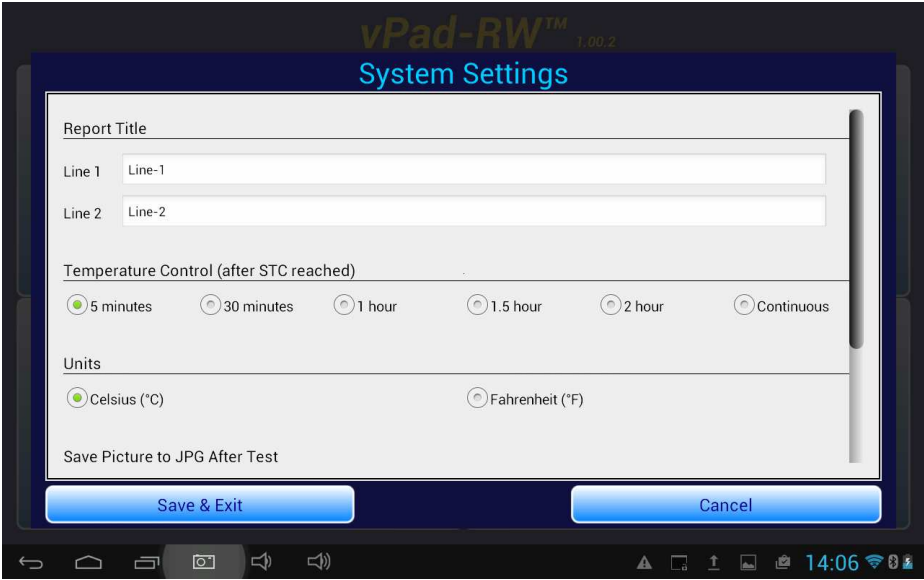 vPad-RW™ 1.00.2
System Settings
Report Title
Line 1 Line-1
Line 2 Line-2
Temperature Control (after STC reached)
5 minutes 30 minutes 1 hour 1.5 hour 2 hour Continuous
Units
Celsius (°C) Fahrenheit (°F)
Save Picture to JPG After Test
Save & Exit Cancel
14:06